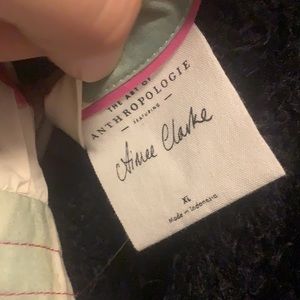 THE ART OF
ANTHROPOLOGIE
— FEATURING —
Aimee Clarke
XL
Made in Indonesia